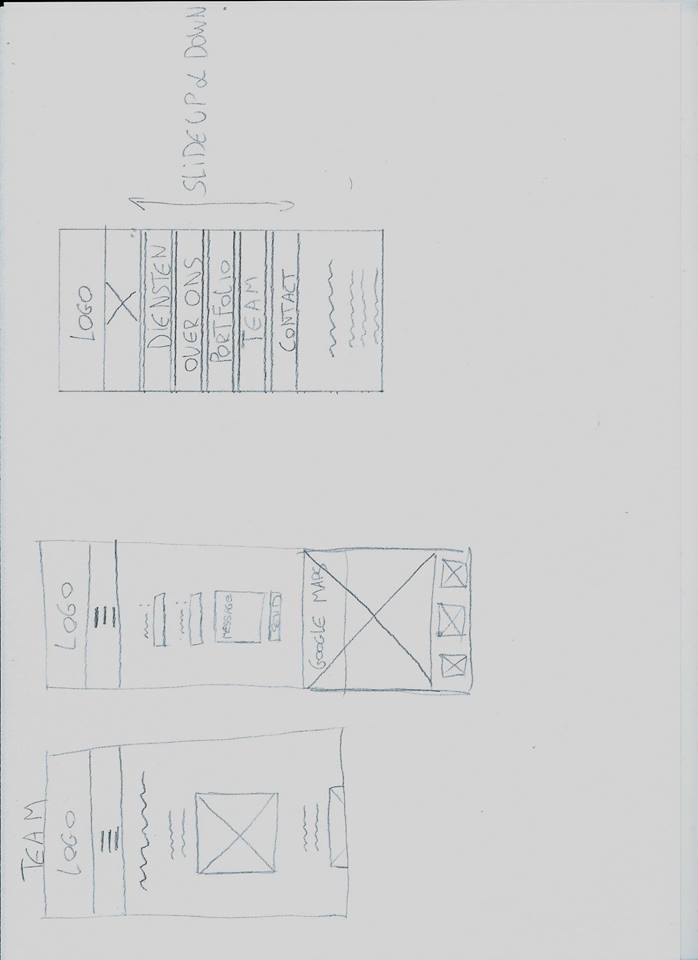 TEAM
LOGO
LOGO
MESSAGE
SEND
GOOGLE MAPS
LOGO
DIENSTEN
OVER ONS
PORTFOLIO
TEAM
CONTACT
SLIDE UP & DOWN